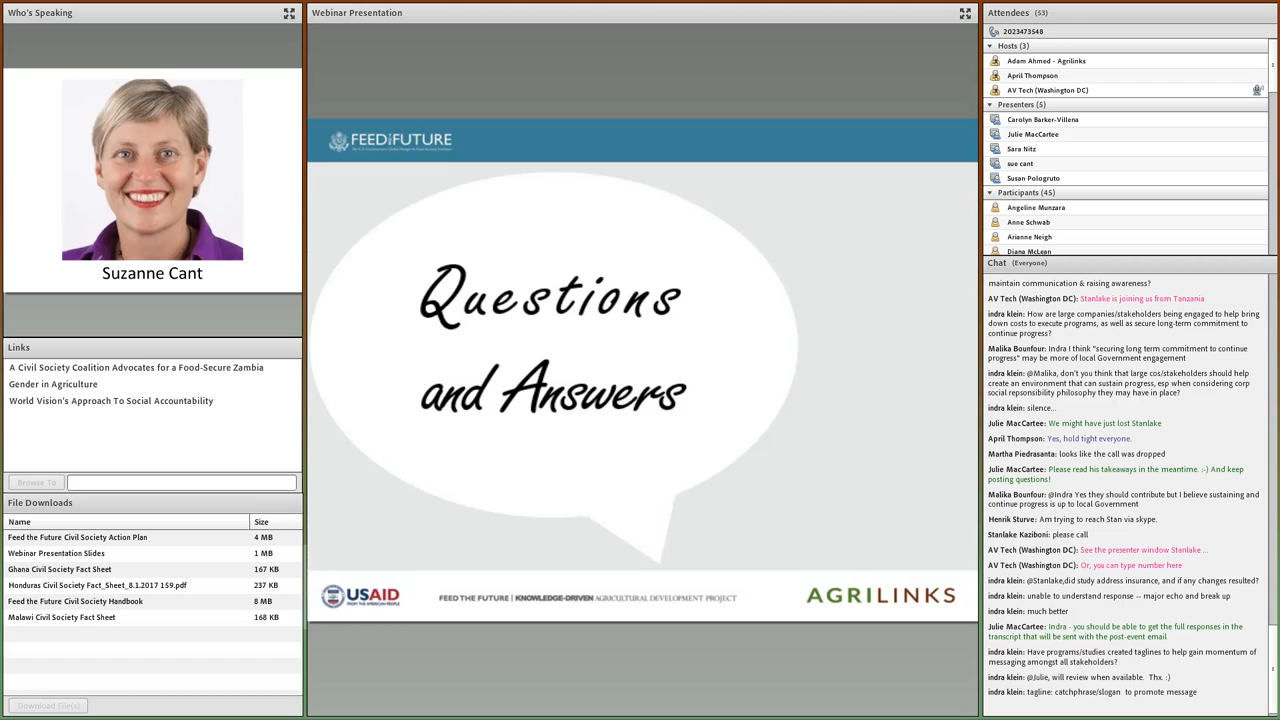 Who's Speaking
Suzanne Cant
Links
A Civil Society Coalition Advocates for a Food-Secure Zambia
Gender in Agriculture
World Vision's Approach To Social Accountability
Browse To
File Downloads
Name Size
Feed the Future Civil Society Action Plan 4 MB
Webinar Presentation Slides 1 MB
Ghana Civil Society Fact Sheet 167 KB
Honduras Civil Society Fact_Sheet_8.1.2017 159.pdf 237 KB
Feed the Future Civil Society Handbook 8 MB
Malawi Civil Society Fact Sheet 168 KB
Download File(s)
Webinar Presentation
FEED THE FUTURE
The U.S. Government's Global Hunger & Food Security Initiative
Questions
and Answers
USAID
FROM THE AMERICAN PEOPLE
FEED THE FUTURE | KNOWLEDGE-DRIVEN AGRICULTURAL DEVELOPMENT PROJECT
AGRILINKS
Attendees (53)
2023473548
Hosts (3)
Adam Ahmed - Agrilinks
April Thompson
AV Tech (Washington DC)
Presenters (5)
Carolyn Barker-Villena
Julie MacCartee
Sara Nitz
sue cant
Susan Pologruto
Participants (45)
Angeline Munzara
Anne Schwab
Arianne Neigh
Diana McLean
Chat (Everyone)
maintain communication & raising awareness?
AV Tech (Washington DC): Stanlake is joining us from Tanzania
indra klein: How are large companies/stakeholders being engaged to help bring
down costs to execute programs, as well as secure long-term commitment to
continue progress?
Malika Bounfour: Indra I think "securing long term commitment to continue
progress" may be more of local Government engagement
indra klein: @Malika, don't you think that large cos/stakeholders should help
create an environment that can sustain progress, esp when considering corp
social repsonsibility philosophy they may have in place?
indra klein: silence...
Julie MacCartee: We might have just lost Stanlake
April Thompson: Yes, hold tight everyone.
Martha Piedrasanta: looks like the call was dropped
Julie MacCartee: Please read his takeaways in the meantime. :-) And keep
posting questions!
Malika Bounfour: @Indra Yes they should contribute but I believe sustaining and
continue progress is up to local Government
Henrik Sturve: Am trying to reach Stan via skype.
Stanlake Kaziboni: please call
AV Tech (Washington DC): See the presenter window Stanlake ...
AV Tech (Washington DC): Or, you can type number here
indra klein: @Stanlake,did study address insurance, and if any changes resulted?
indra klein: unable to understand response -- major echo and break up
indra klein: much better
Julie MacCartee: Indra - you should be able to get the full responses in the
transcript that will be sent with the post-event email
indra klein: Have programs/studies created taglines to help gain momentum of
messaging amongst all stakeholders?
indra klein: @Julie, will review when available. Thx. :)
indra klein: tagline: catchphrase/slogan to promote message